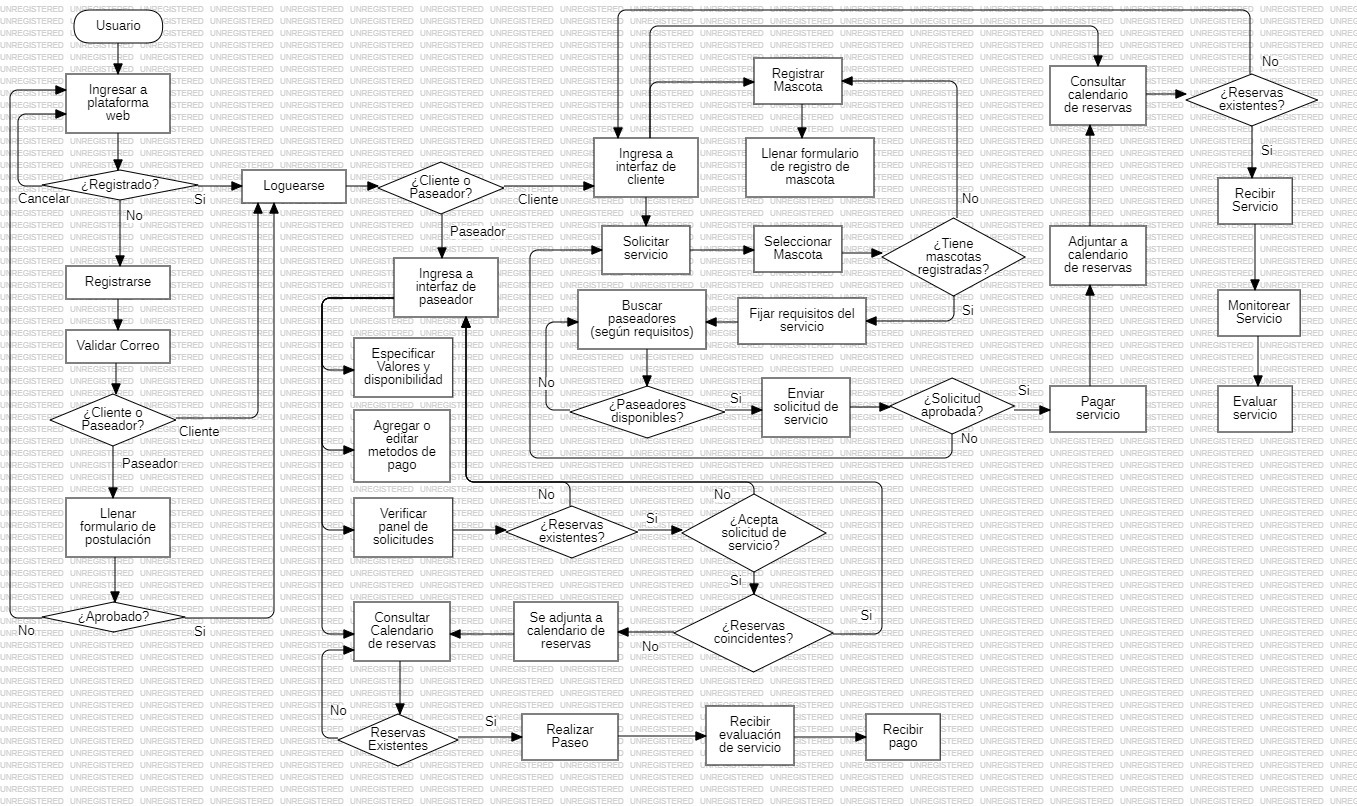 Usuario
Ingresar a
plataforma
web
¿Registrado?
Cancelar
Si
No
Registrarse
Validar Correo
¿Cliente o
Paseador?
Cliente
Paseador
Llenar
formulario de
postulación
¿Aprobado?
No
Si
Loguearse
¿Cliente o
Paseador?
Cliente
Paseador
Ingresa a
interfaz de
paseador
Especificar
Valores y
disponibilidad
Agregar o
editar
metodos de
pago
Verificar
panel de
solicitudes
¿Reservas
existentes?
No
Si
¿Acepta
solicitud de
servicio?
No
Si
¿Reservas
coincidentes?
Si
No
Se adjunta a
calendario de
reservas
Consultar
Calendario
de reservas
Reservas
Existentes
No
Si
Realizar
Paseo
Recibir
evaluación
de servicio
Recibir
pago
Ingresa a
interfaz de
cliente
Registrar
Mascota
Llenar formulario
de registro de
mascota
Solicitar
servicio
Seleccionar
Mascota
¿Tiene
mascotas
registradas?
No
Si
Fijar requisitos del
servicio
Buscar
paseadores
(según requisitos)
¿Paseadores
disponibles?
No
Si
Enviar
solicitud de
servicio
¿Solicitud
aprobada?
Si
No
Pagar
servicio
Adjuntar a
calendario
de reservas
Consultar
calendario
de reservas
¿Reservas
existentes?
No
Si
Recibir
Servicio
Monitorear
Servicio
Evaluar
servicio
UNREGISTERED